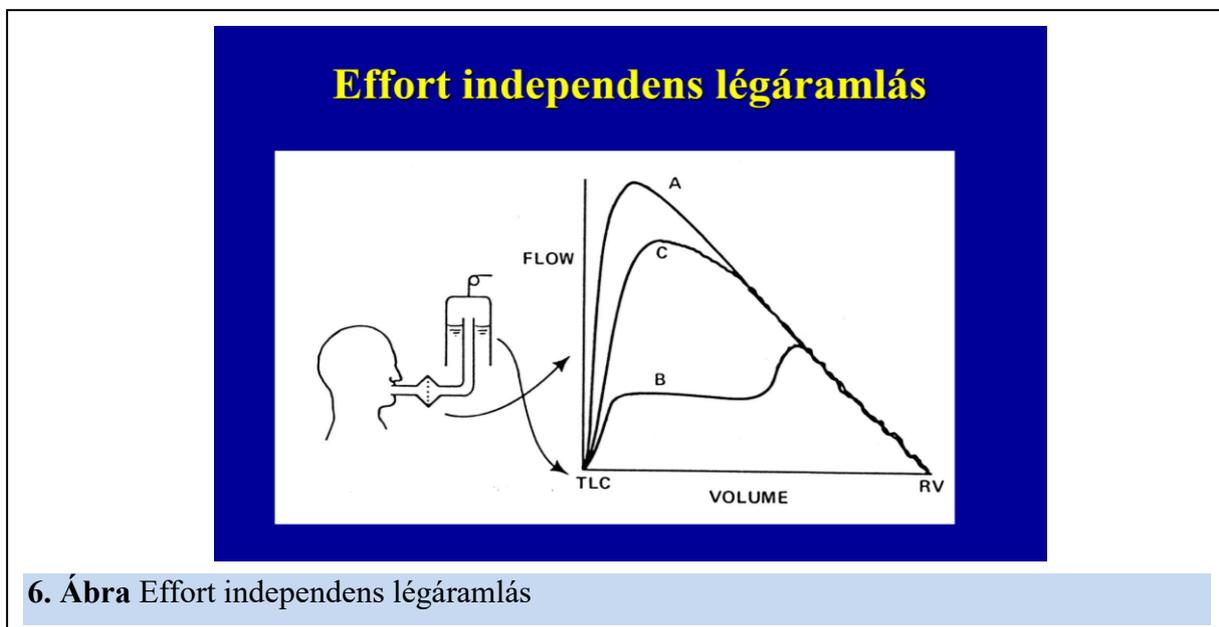 Effort independens légáramlás
A
C
FLOW
B
TLC
VOLUME
RV
6. Ábra Effort independens légáramlás